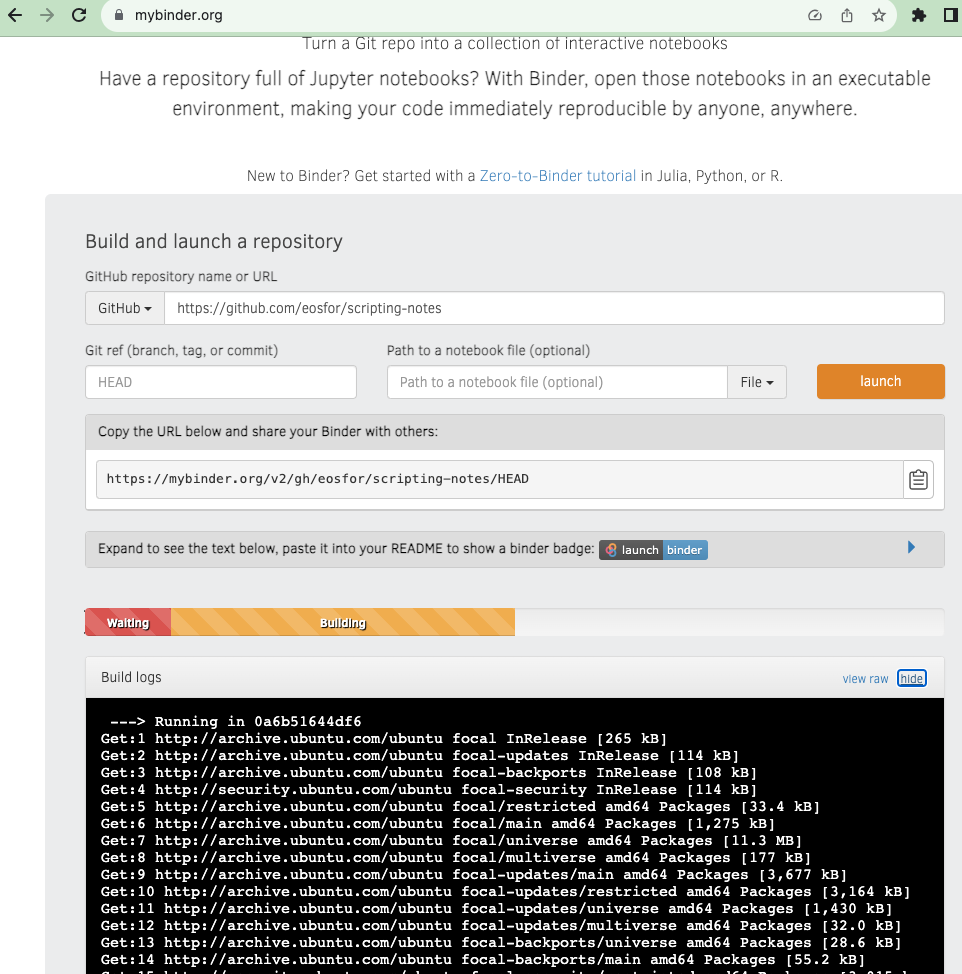 mybinder.org
Turn a Git repo into a collection of interactive notebooks
Have a repository full of Jupyter notebooks? With Binder, open those notebooks in an executable
environment, making your code immediately reproducible by anyone, anywhere.
New to Binder? Get started with a Zero-to-Binder tutorial in Julia, Python, or R.
Build and launch a repository
GitHub repository name or URL
GitHub https://github.com/eosfor/scripting-notes
Git ref (branch, tag, or commit) Path to a notebook file (optional)
HEAD Path to a notebook file (optional) File launch
Copy the URL below and share your Binder with others:
https://mybinder.org/v2/gh/eosfor/scripting-notes/HEAD
Expand to see the text below, paste it into your README to show a binder badge: launch binder
Waiting Building
Build logs view raw hide
---> Running in 0a6b51644df6
Get:1 http://archive.ubuntu.com/ubuntu focal InRelease [265 kB]
Get:2 http://archive.ubuntu.com/ubuntu focal-updates InRelease [114 kB]
Get:3 http://archive.ubuntu.com/ubuntu focal-backports InRelease [108 kB]
Get:4 http://security.ubuntu.com/ubuntu focal-security InRelease [114 kB]
Get:5 http://archive.ubuntu.com/ubuntu focal/restricted amd64 Packages [33.4 kB]
Get:6 http://archive.ubuntu.com/ubuntu focal/main amd64 Packages [1,275 kB]
Get:7 http://archive.ubuntu.com/ubuntu focal/universe amd64 Packages [11.3 MB]
Get:8 http://archive.ubuntu.com/ubuntu focal/multiverse amd64 Packages [177 kB]
Get:9 http://archive.ubuntu.com/ubuntu focal-updates/main amd64 Packages [3,677 kB]
Get:10 http://archive.ubuntu.com/ubuntu focal-updates/restricted amd64 Packages [3,164 kB]
Get:11 http://archive.ubuntu.com/ubuntu focal-updates/universe amd64 Packages [1,430 kB]
Get:12 http://archive.ubuntu.com/ubuntu focal-updates/multiverse amd64 Packages [32.0 kB]
Get:13 http://archive.ubuntu.com/ubuntu focal-backports/universe amd64 Packages [28.6 kB]
Get:14 http://archive.ubuntu.com/ubuntu focal-backports/main amd64 Packages [55.2 kB]